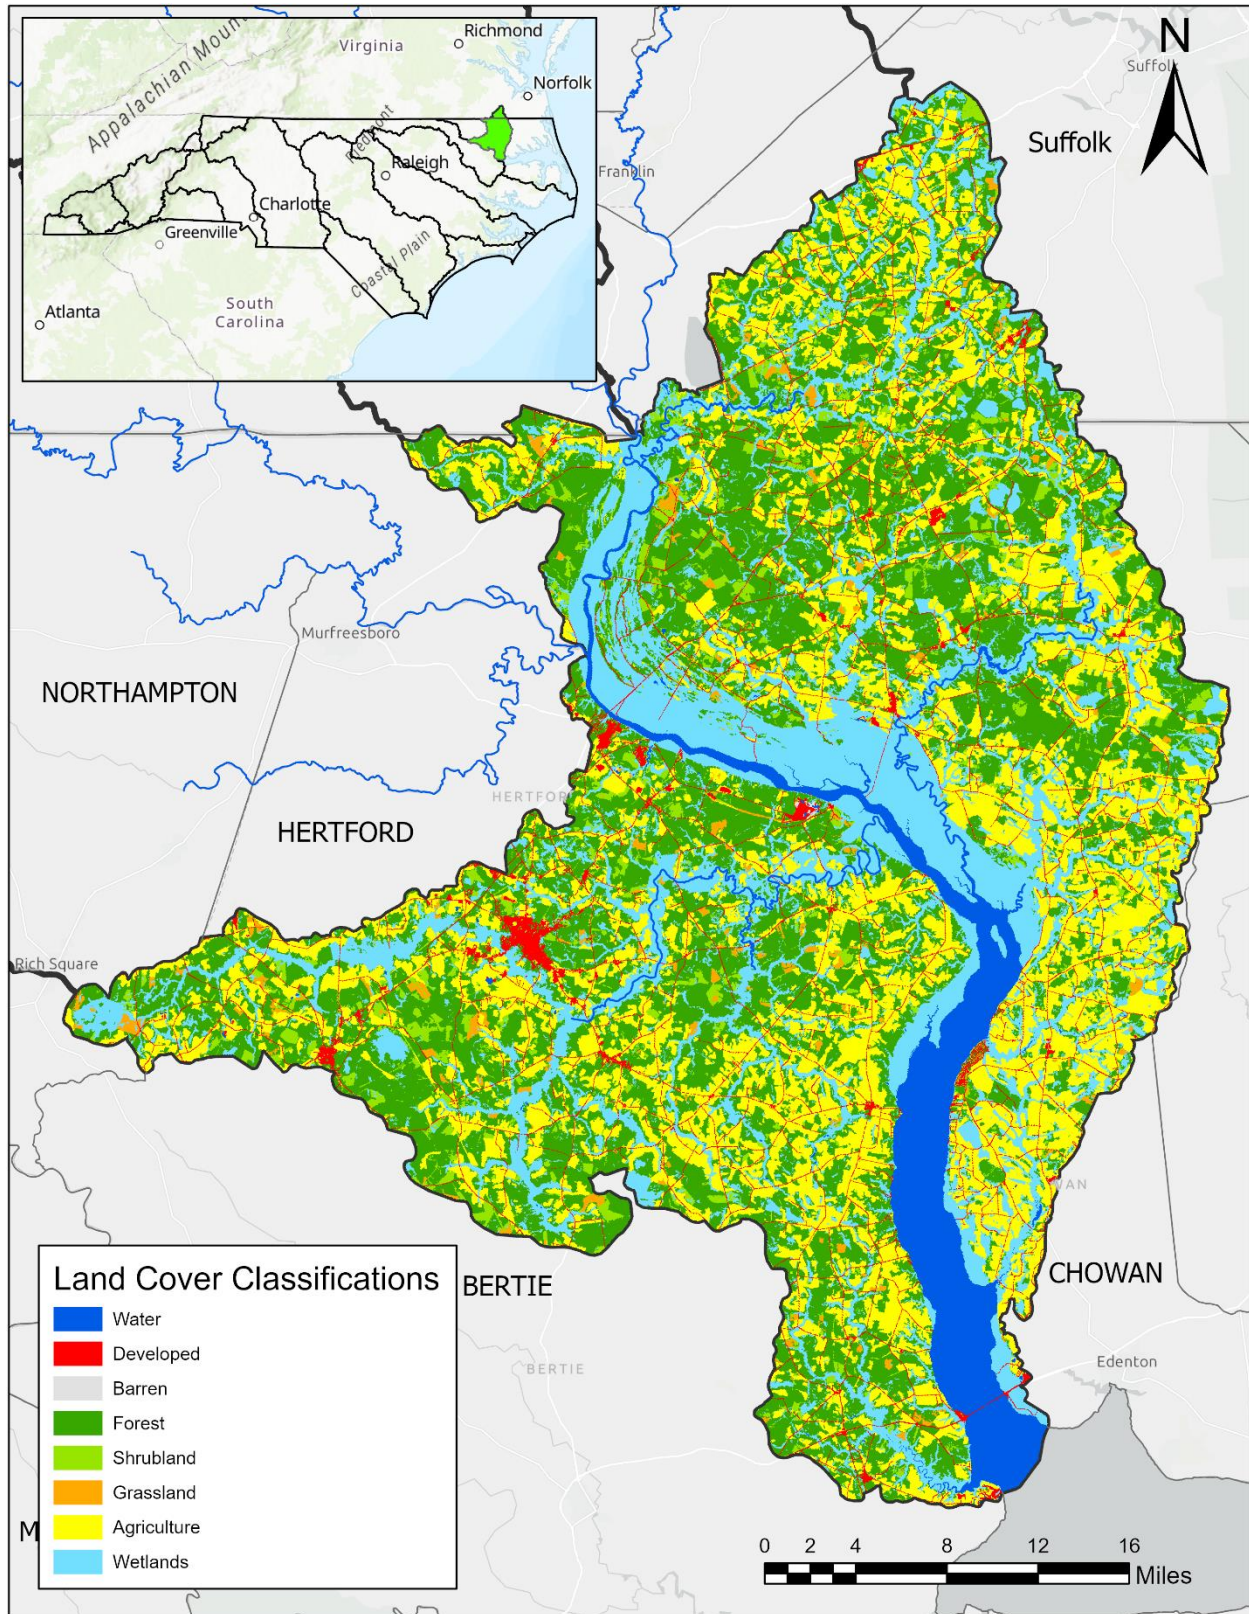 Virginia
Richmond
Appalachian Moun
Norfolk
Piedmont
Raleigh
Charlotte
Greenville
Coastal Plain
South
Carolina
Atlanta
N
Suffolk
Suffolk
Franklin
Murfreesboro
NORTHAMPTON
HERTFOR
HERTFORD
Rich Square
WAN
CHOWAN
BERTIE
BERTIE
Edenton
Land Cover Classifications
Water
Developed
Barren
Forest
Shrubland
Grassland
Agriculture
Wetlands
M
0 2 4 8 12 16
Miles